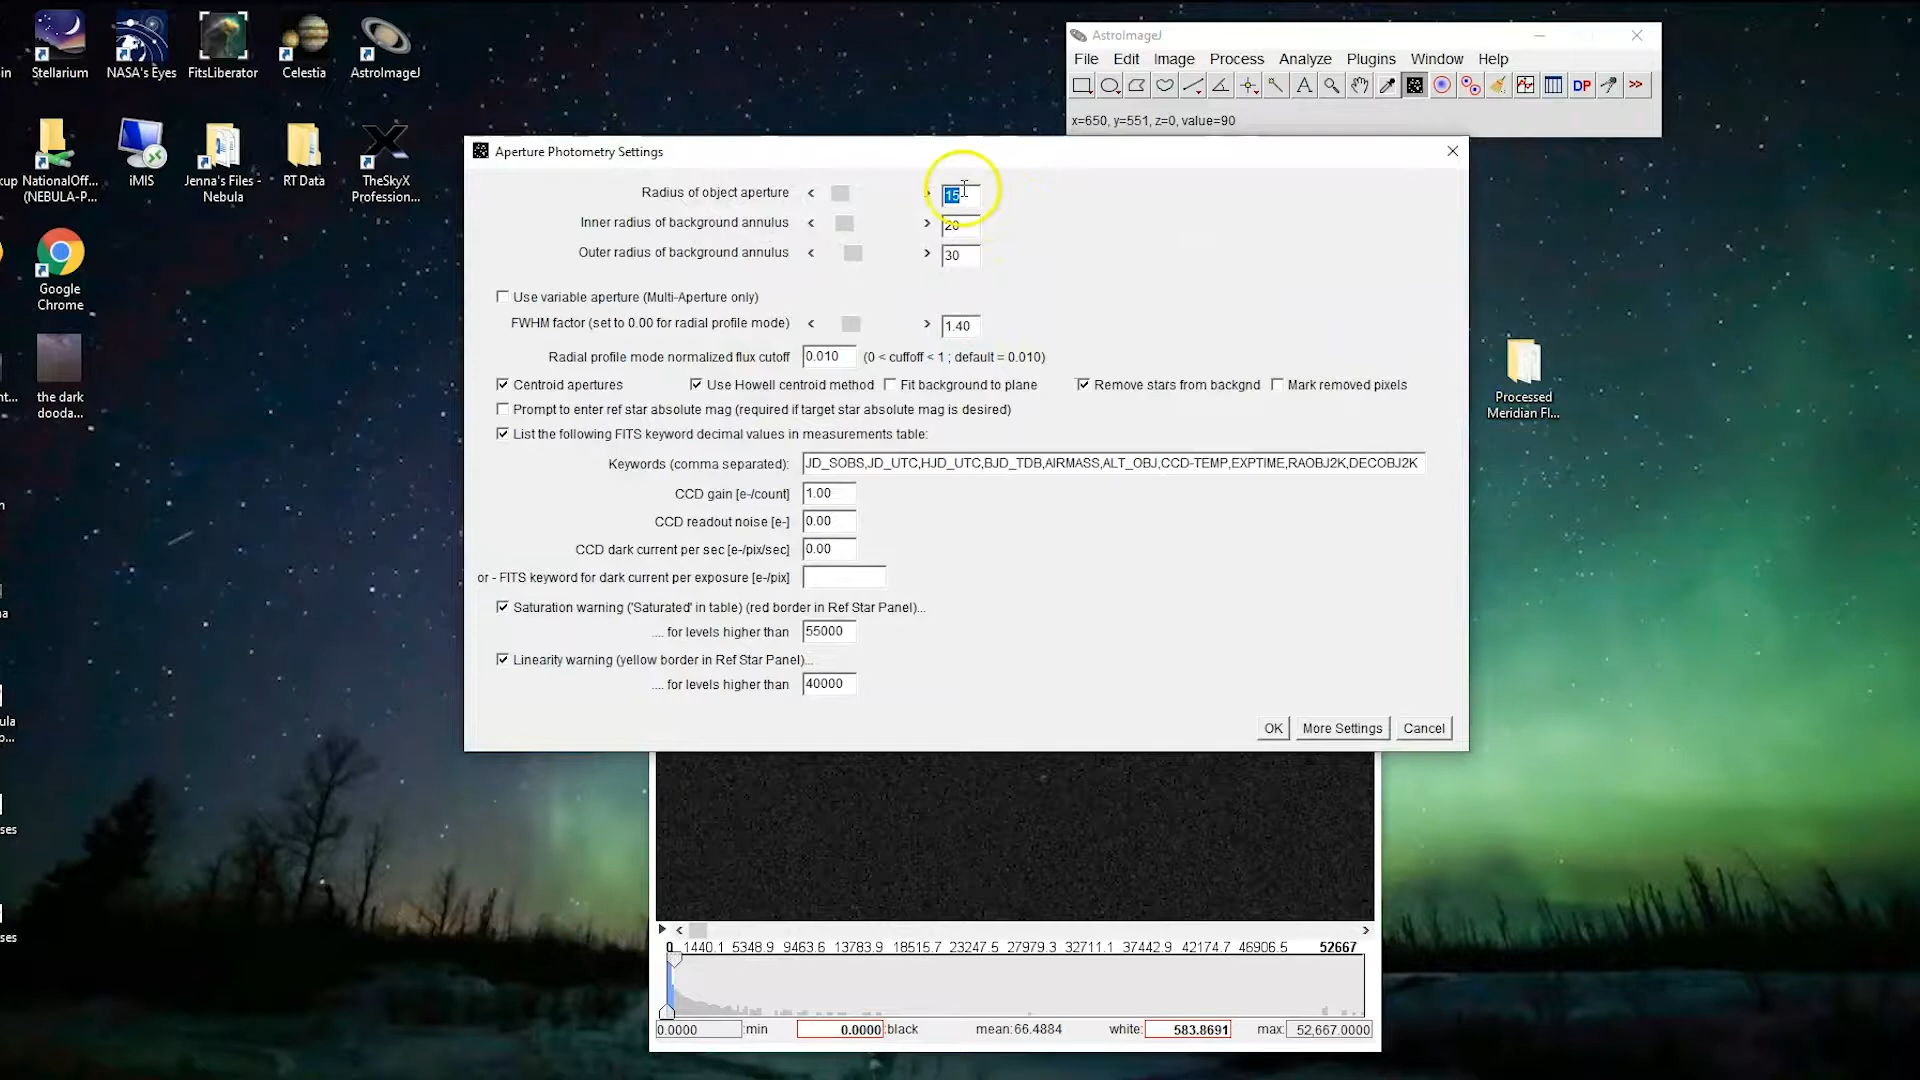 in
Stellarium
NASA's Eyes
FitsLiberator
Celestia
AstroImageJ
kup
NationalOff...
(NEBULA-P...
iMIS
Jenna's Files -
Nebula
RT Data
TheSkyX
Profession...
Google
Chrome
nt...
the dark
dooda...
n
na
ula
o...
ses
ses
AstroImageJ
File Edit Image Process Analyze Plugins Window Help
A DP >>
x=650, y=551, z=0, value=90
Aperture Photometry Settings
Radius of object aperture < > 15
Inner radius of background annulus < > 20
Outer radius of background annulus < > 30
Use variable aperture (Multi-Aperture only)
FWHM factor (set to 0.00 for radial profile mode) < > 1.40
Radial profile mode normalized flux cutoff 0.010 (0 < cuffoff < 1 ; default = 0.010)
Centroid apertures Use Howell centroid method Fit background to plane Remove stars from backgnd Mark removed pixels
Prompt to enter ref star absolute mag (required if target star absolute mag is desired)
List the following FITS keyword decimal values in measurements table:
Keywords (comma separated): JD_SOBS,JD_UTC,HJD_UTC,BJD_TDB,AIRMASS,ALT_OBJ,CCD-TEMP,EXPTIME,RAOBJ2K,DECOBJ2K
CCD gain [e-/count] 1.00
CCD readout noise [e-] 0.00
CCD dark current per sec [e-/pix/sec] 0.00
or - FITS keyword for dark current per exposure [e-/pix]
Saturation warning ('Saturated' in table) (red border in Ref Star Panel)...
.... for levels higher than 55000
Linearity warning (yellow border in Ref Star Panel)...
.... for levels higher than 40000
OK More Settings Cancel
Processed
Meridian Fl...
0 1440.1 5348.9 9463.6 13783.9 18515.7 23247.5 27979.3 32711.1 37442.9 42174.7 46906.5 52667
0.0000 :min 0.0000 :black mean: 66.4884 white: 583.8691 max: 52,667.0000